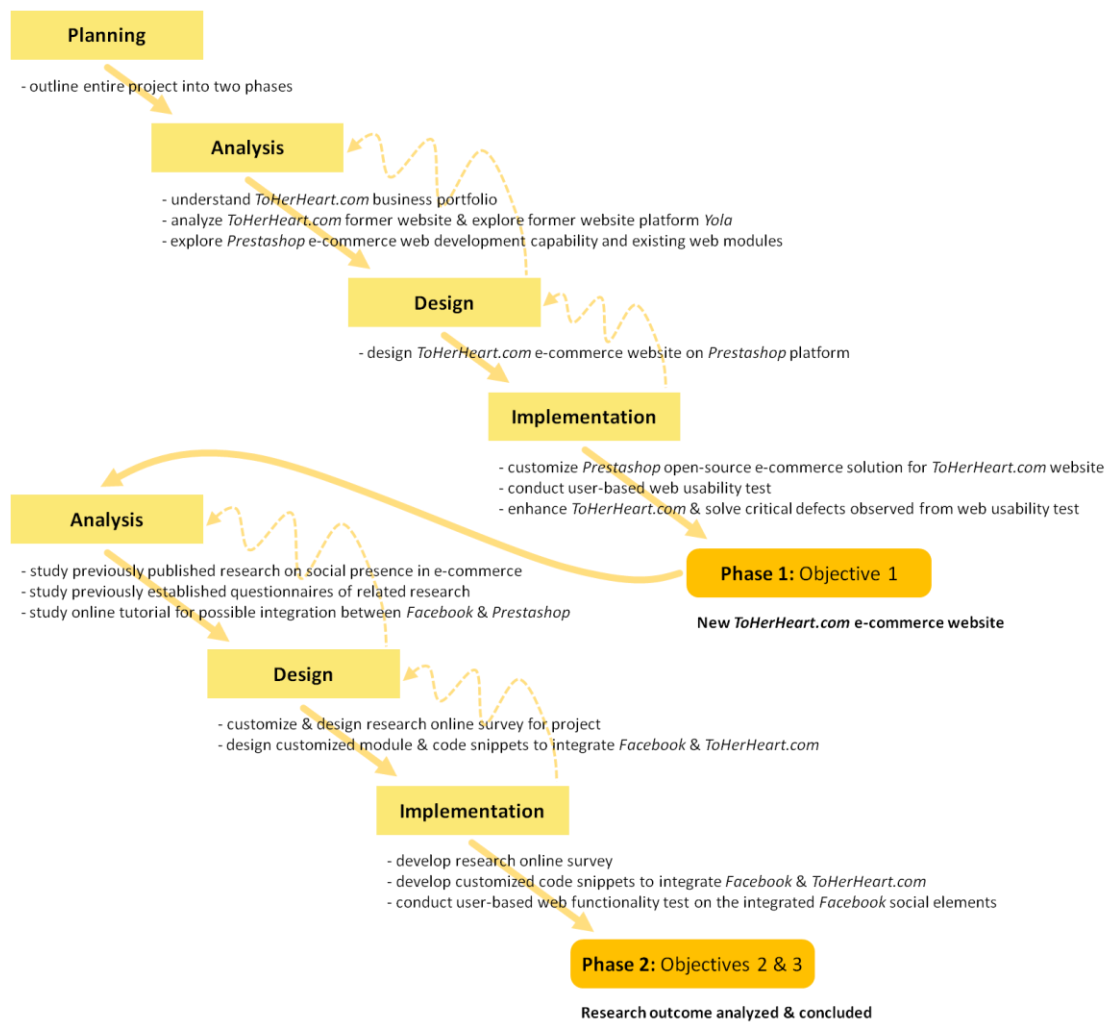 Planning
- outline entire project into two phases
Analysis
- understand ToHerHeart.com business portfolio
- analyze ToHerHeart.com former website & explore former website platform Yola
- explore Prestashop e-commerce web development capability and existing web modules
Design
- design ToHerHeart.com e-commerce website on Prestashop platform
Implementation
- customize Prestashop open-source e-commerce solution for ToHerHeart.com website
- conduct user-based web usability test
- enhance ToHerHeart.com & solve critical defects observed from web usability test
Phase 1: Objective 1
New ToHerHeart.com e-commerce website
Analysis
- study previously published research on social presence in e-commerce
- study previously established questionnaires of related research
- study online tutorial for possible integration between Facebook & Prestashop
Design
- customize & design research online survey for project
- design customized module & code snippets to integrate Facebook & ToHerHeart.com
Implementation
- develop research online survey
- develop customized code snippets to integrate Facebook & ToHerHeart.com
- conduct user-based web functionality test on the integrated Facebook social elements
Phase 2: Objectives 2 & 3
Research outcome analyzed & concluded